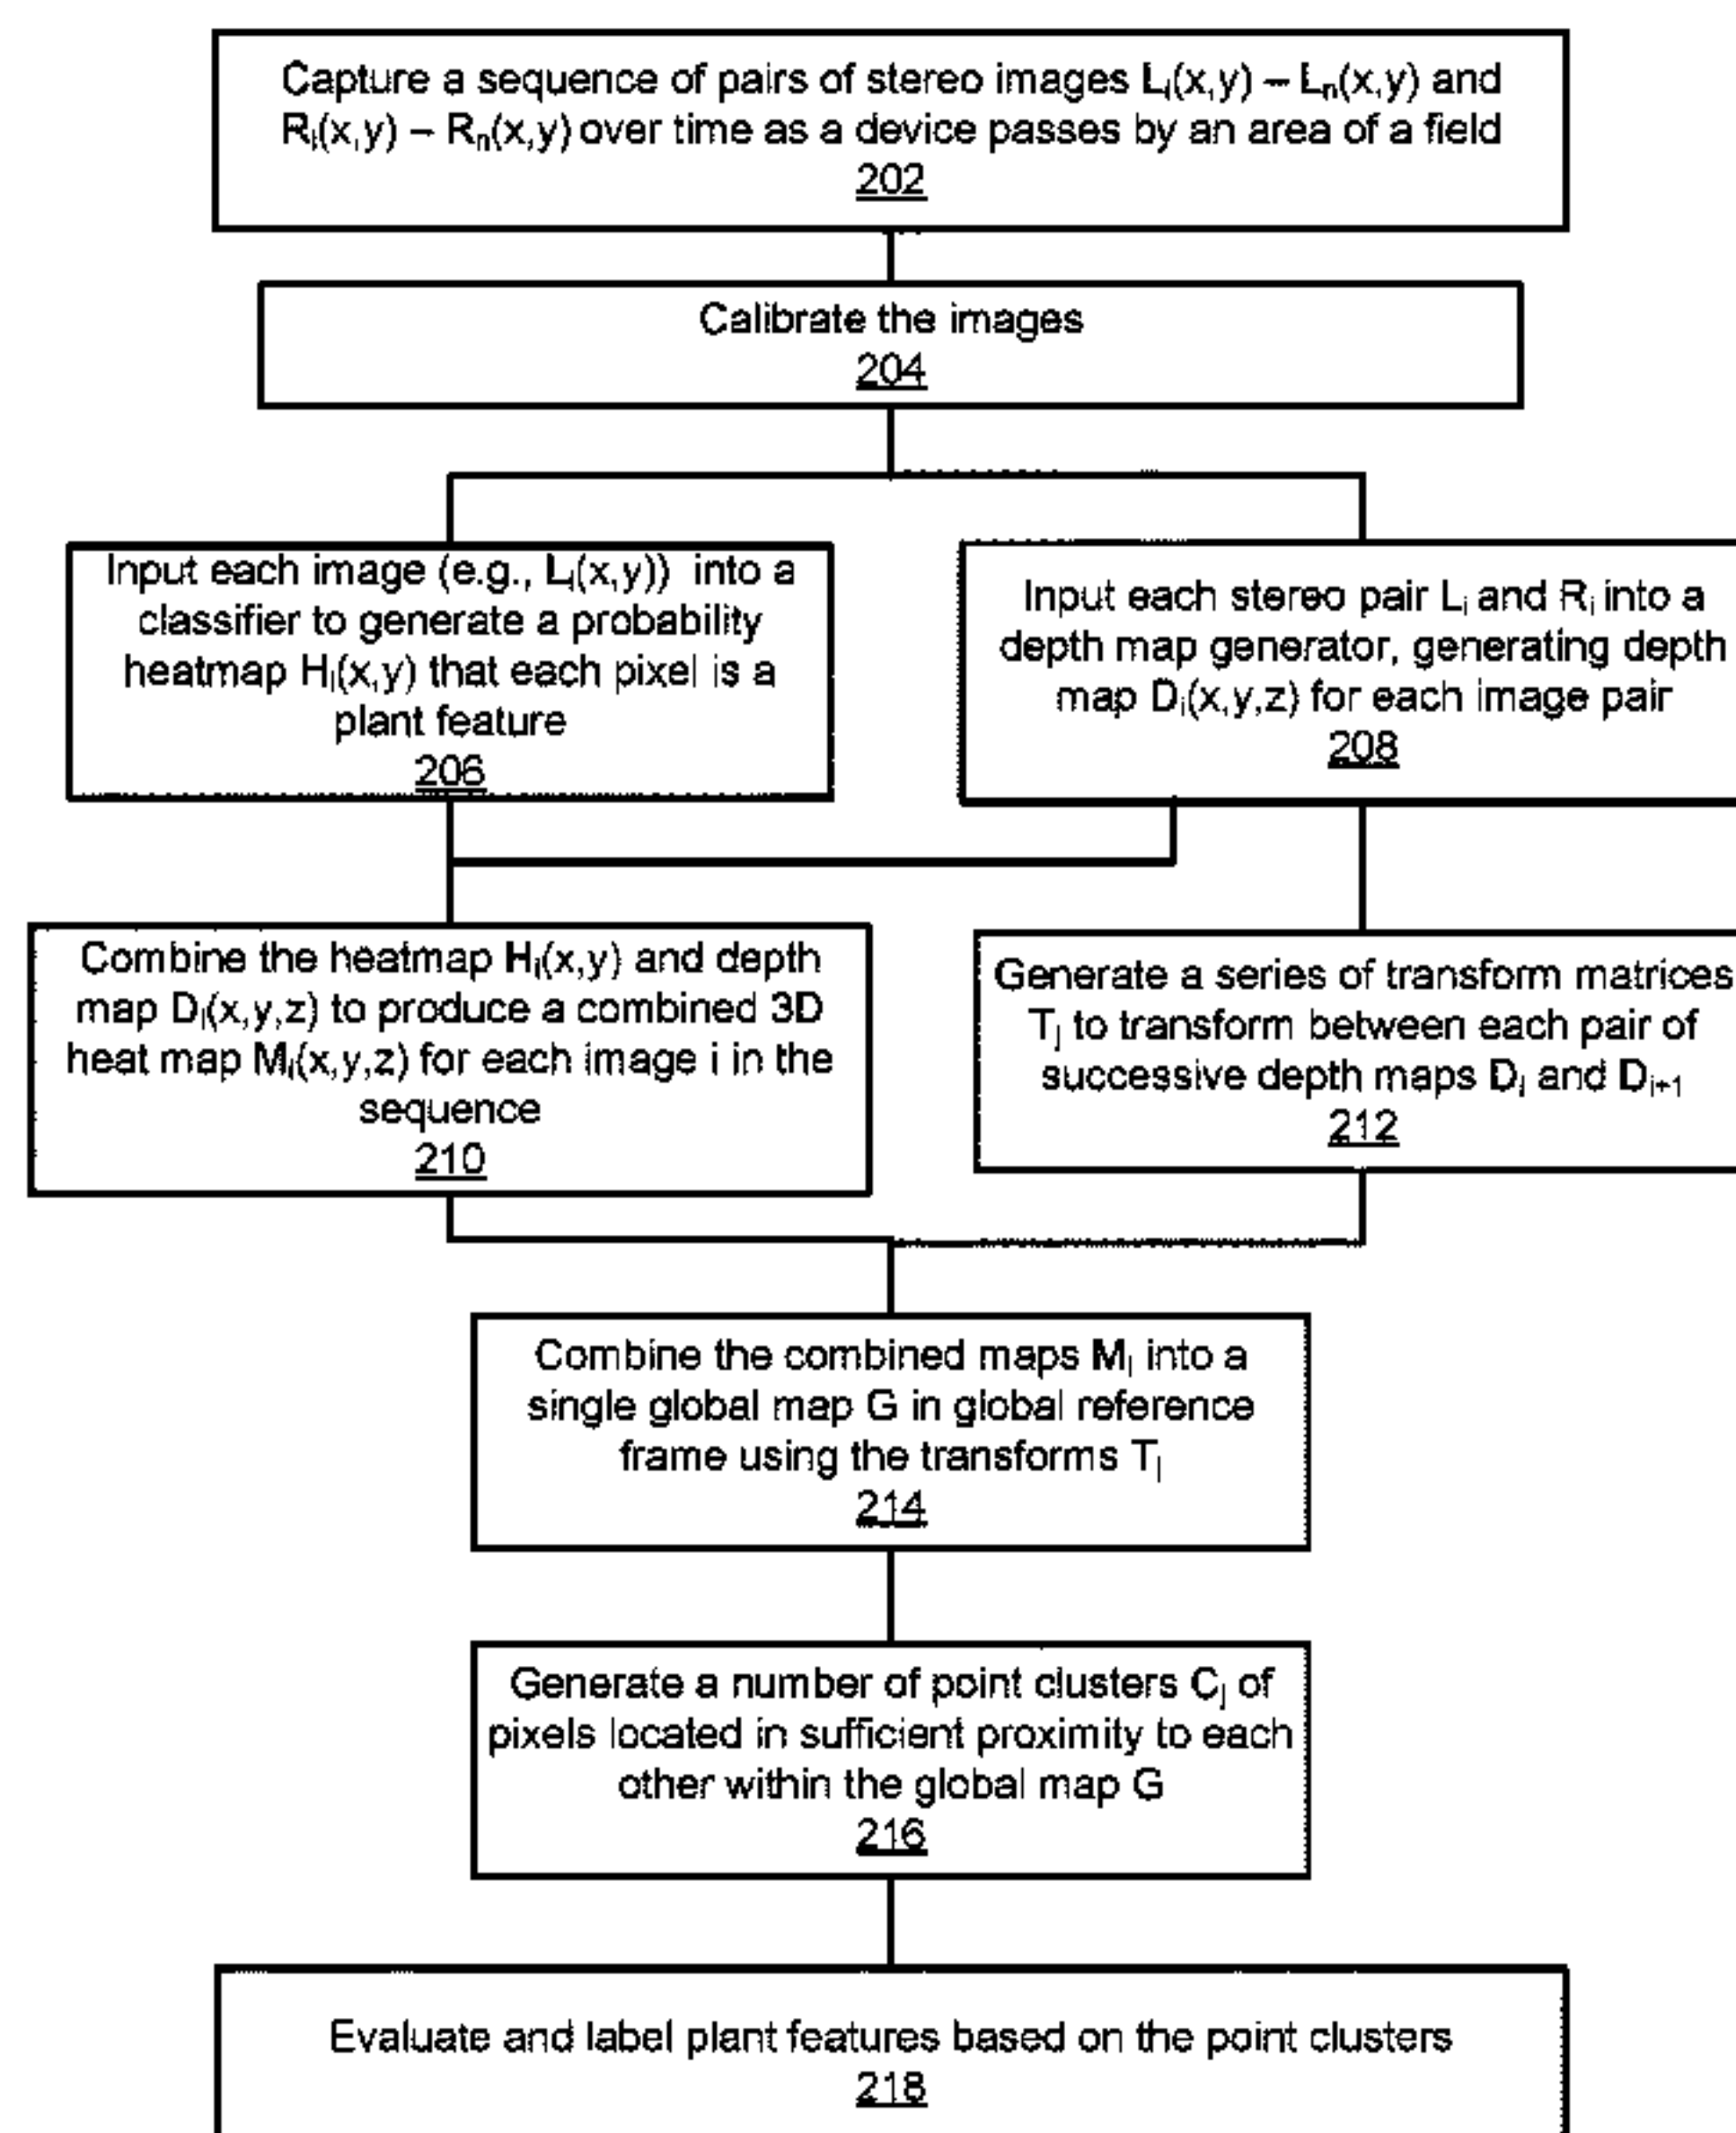 Capture a sequence of pairs of stereo images Lᵢ(x,y) – Lₙ(x,y) and
Rᵢ(x,y) – Rₙ(x,y) over time as a device passes by an area of a field
202
Calibrate the images
204
Input each image (e.g., Lᵢ(x,y)) into a
classifier to generate a probability
heatmap Hᵢ(x,y) that each pixel is a
plant feature
206
Input each stereo pair Lᵢ and Rᵢ into a
depth map generator, generating depth
map Dᵢ(x,y,z) for each image pair
208
Combine the heatmap Hᵢ(x,y) and depth
map Dᵢ(x,y,z) to produce a combined 3D
heat map Mᵢ(x,y,z) for each image i in the
sequence
210
Generate a series of transform matrices
Tⱼ to transform between each pair of
successive depth maps Dᵢ and Dᵢ₊₁
212
Combine the combined maps Mᵢ into a
single global map G in global reference
frame using the transforms Tⱼ
214
Generate a number of point clusters Cⱼ of
pixels located in sufficient proximity to each
other within the global map G
216
Evaluate and label plant features based on the point clusters
218